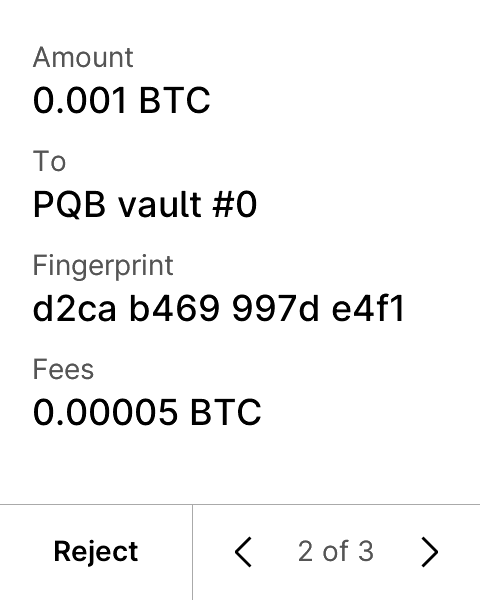 Amount
0.001 BTC
To
PQB vault #0
Fingerprint
d2ca b469 997d e4f1
Fees
0.00005 BTC
Reject
2 of 3